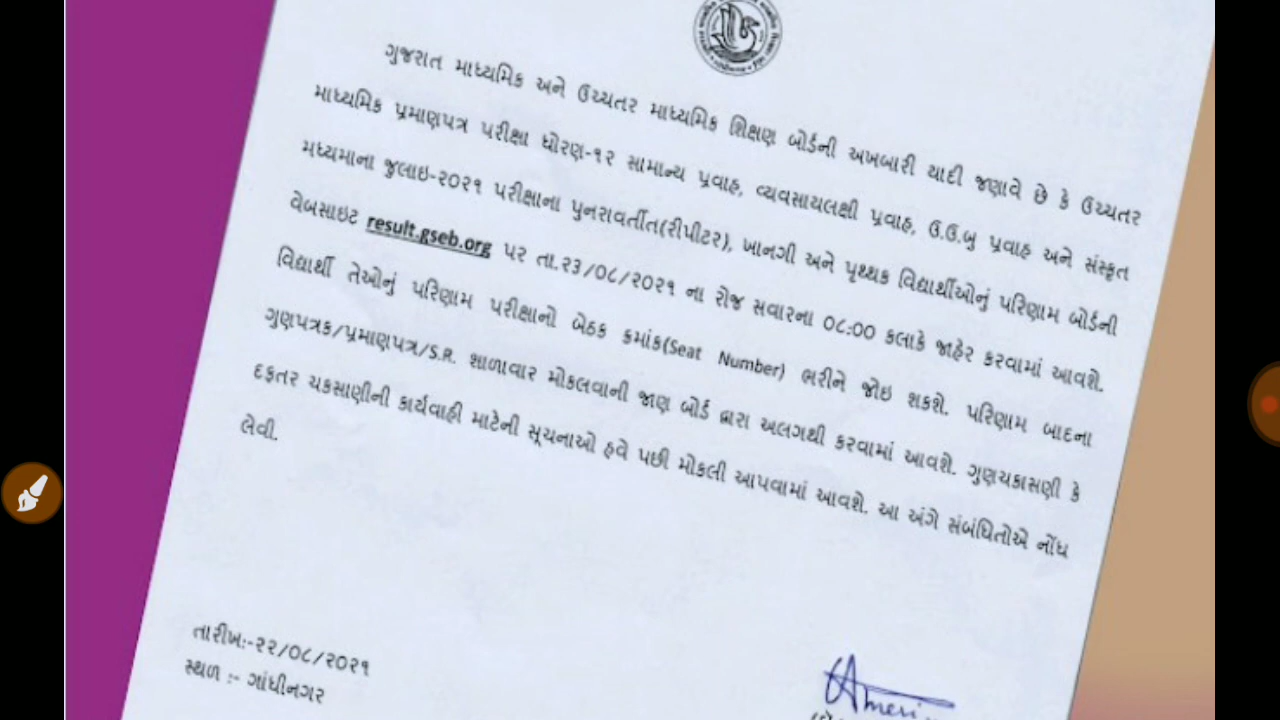 ગુજરાત માધ્યમિક અને ઉચ્ચતર માધ્યમિક શિક્ષણ બોર્ડની અખબારી યાદી જણાવે છે કે ઉચ્ચતર
માધ્યમિક પ્રમાણપત્ર પરીક્ષા ધોરણ-૧૨ સામાન્ય પ્રવાહ, વ્યવસાયલક્ષી પ્રવાહ, ઉ.ઉ.બુ પ્રવાહ અને સંસ્કૃત
મધ્યમાના જુલાઇ-૨૦૨૧ પરીક્ષાના પુનરાવર્તીત(રીપીટર), ખાનગી અને પૃથ્થક વિદ્યાર્થીઓનું પરિણામ બોર્ડની
વેબસાઇટ result.gseb.org પર તા.૨૩/૦૮/૨૦૨૧ ના રોજ સવારના ૦૮:૦૦ કલાકે જાહેર કરવામાં આવશે.
વિદ્યાર્થી તેઓનું પરિણામ પરીક્ષાનો બેઠક ક્રમાંક(Seat Number) ભરીને જોઇ શકશે. પરિણામ બાદના
ગુણપત્રક/પ્રમાણપત્ર/S.R. શાળાવાર મોકલવાની જાણ બોર્ડ દ્વારા અલગથી કરવામાં આવશે. ગુણચકાસણી કે
દફતર ચકસાણીની કાર્યવાહી માટેની સૂચનાઓ હવે પછી મોકલી આપવામાં આવશે. આ અંગે સંબંધિતોએ નોંધ
લેવી.
તારીખ:-૨૨/૦૮/૨૦૨૧
સ્થળ :- ગાંધીનગર